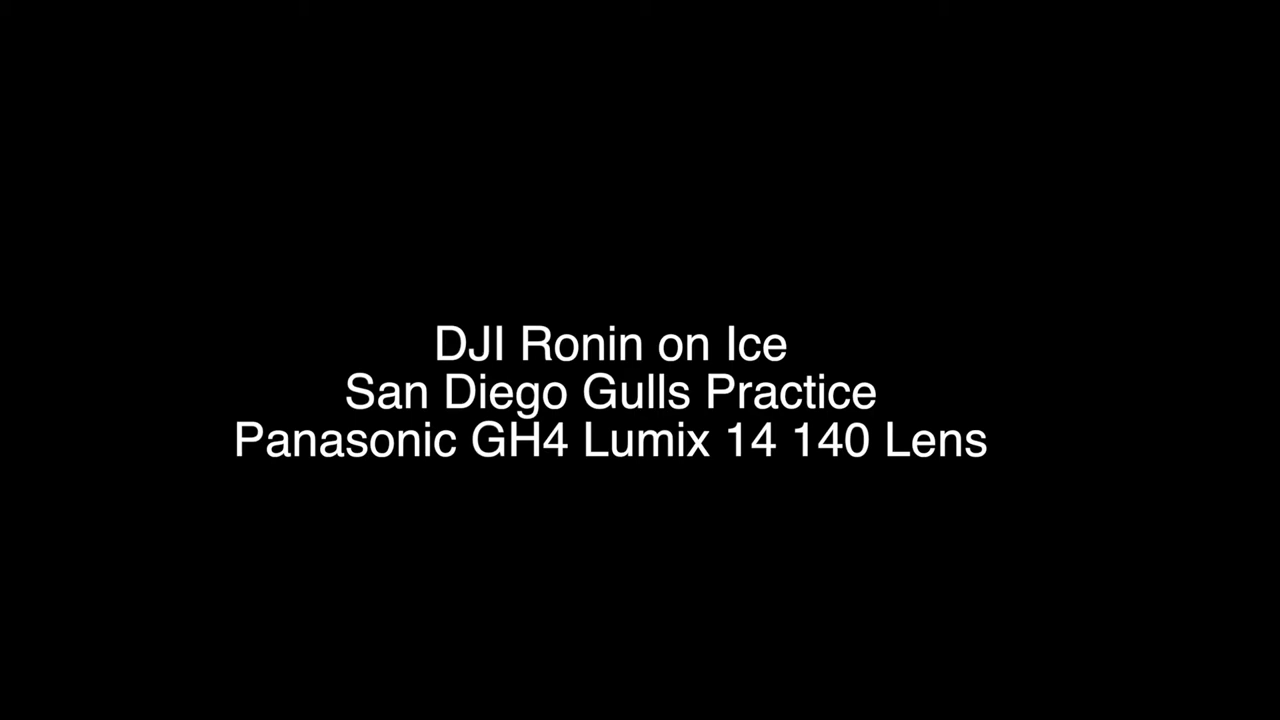 DJI Ronin on Ice
San Diego Gulls Practice
Panasonic GH4 Lumix 14 140 Lens